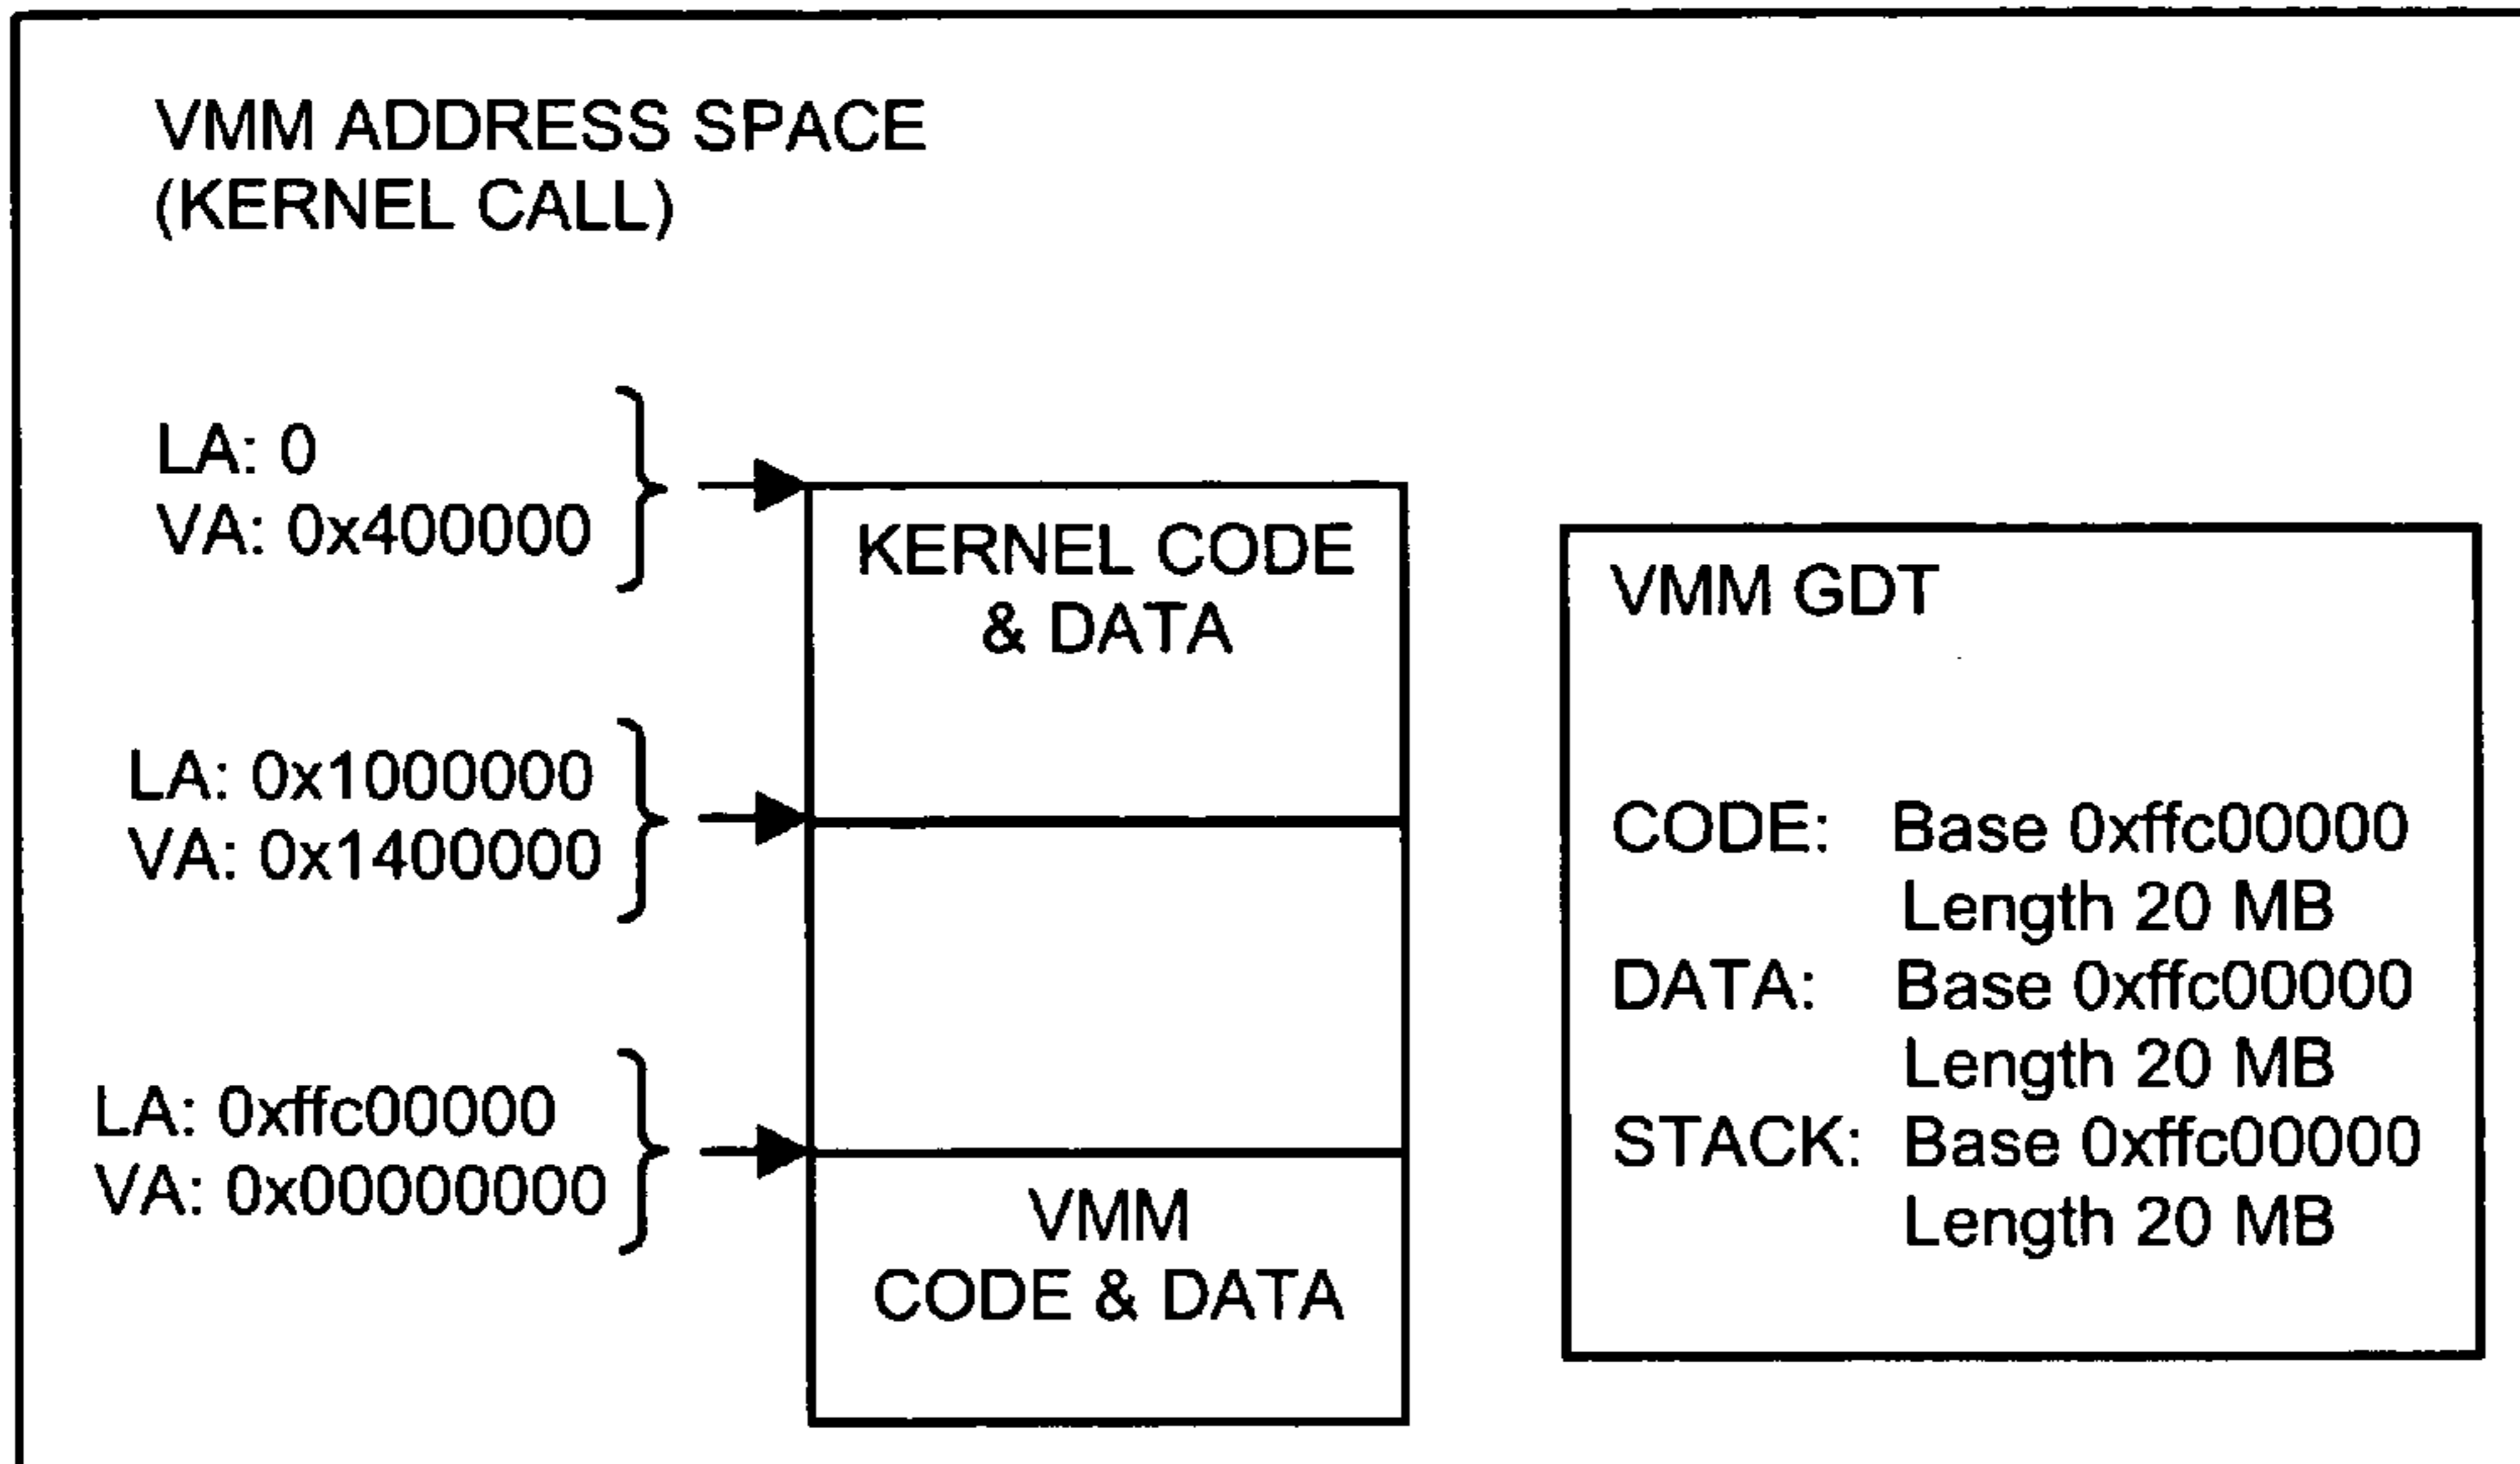 VMM ADDRESS SPACE
(KERNEL CALL)
LA: 0
VA: 0x400000
KERNEL CODE
& DATA
LA: 0x1000000
VA: 0x1400000
LA: 0xffc00000
VA: 0x00000000
VMM
CODE & DATA
VMM GDT
CODE: Base 0xffc00000
Length 20 MB
DATA: Base 0xffc00000
Length 20 MB
STACK: Base 0xffc00000
Length 20 MB